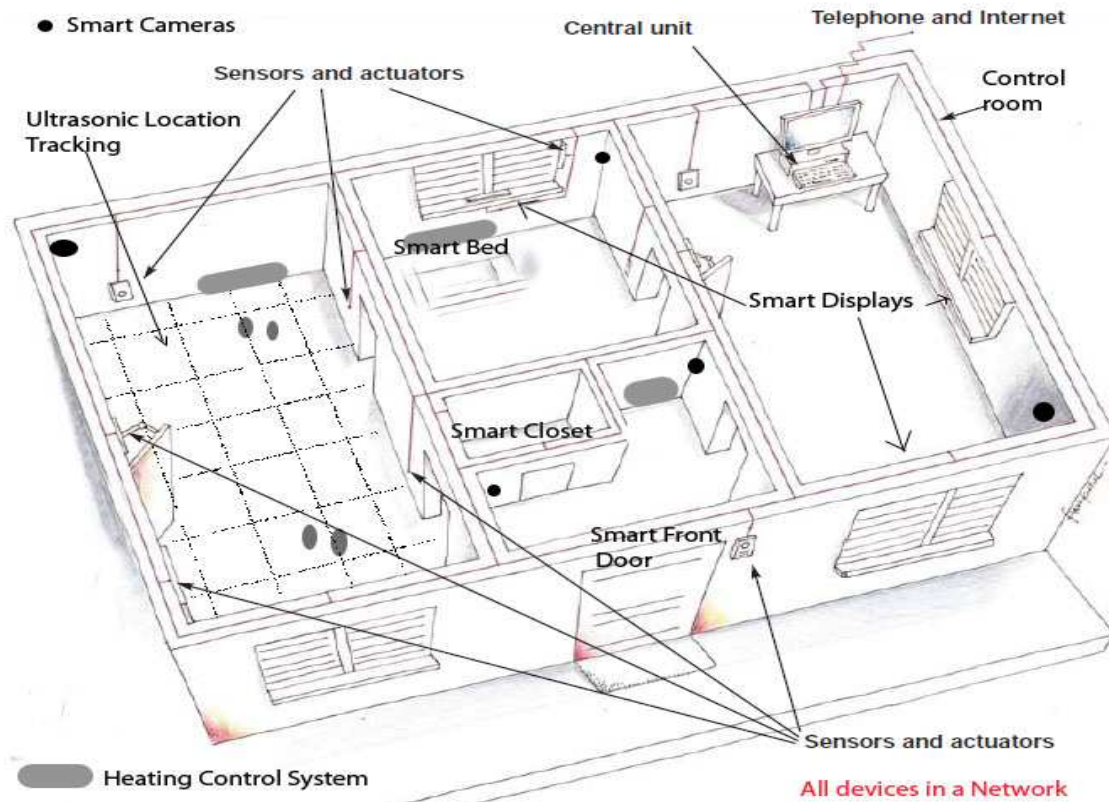 Smart Cameras
Central unit
Telephone and Internet
Sensors and actuators
Control
room
Ultrasonic Location
Tracking
Smart Bed
Smart Displays
Smart Closet
Smart Front
Door
Sensors and actuators
Heating Control System
All devices in a Network